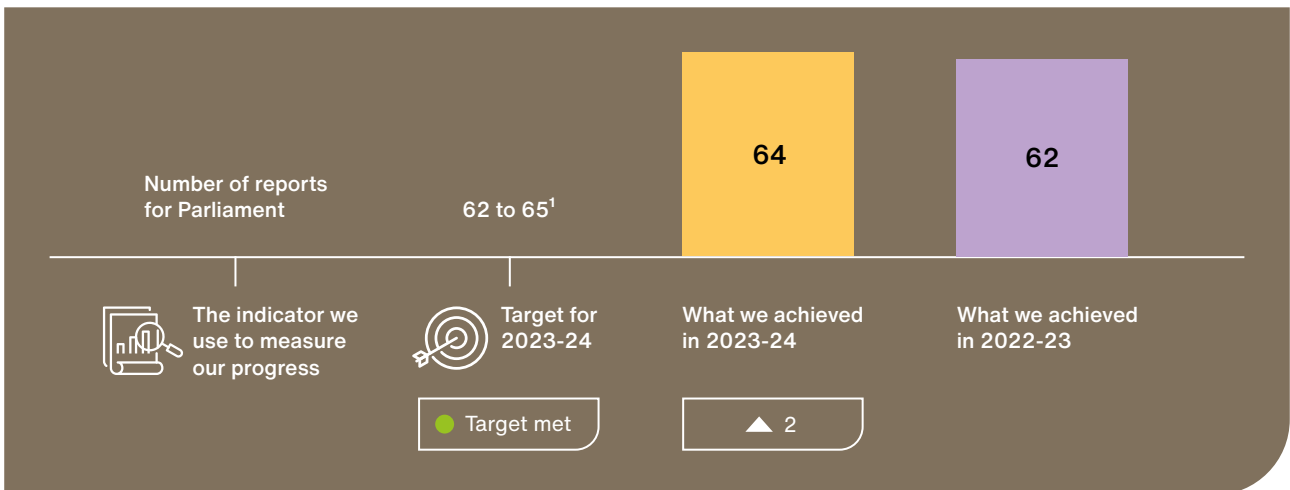 64
62
Number of reports
for Parliament
62 to 65¹
The indicator we
use to measure
our progress
Target for
2023-24
What we achieved
in 2023-24
What we achieved
in 2022-23
Target met
▲ 2